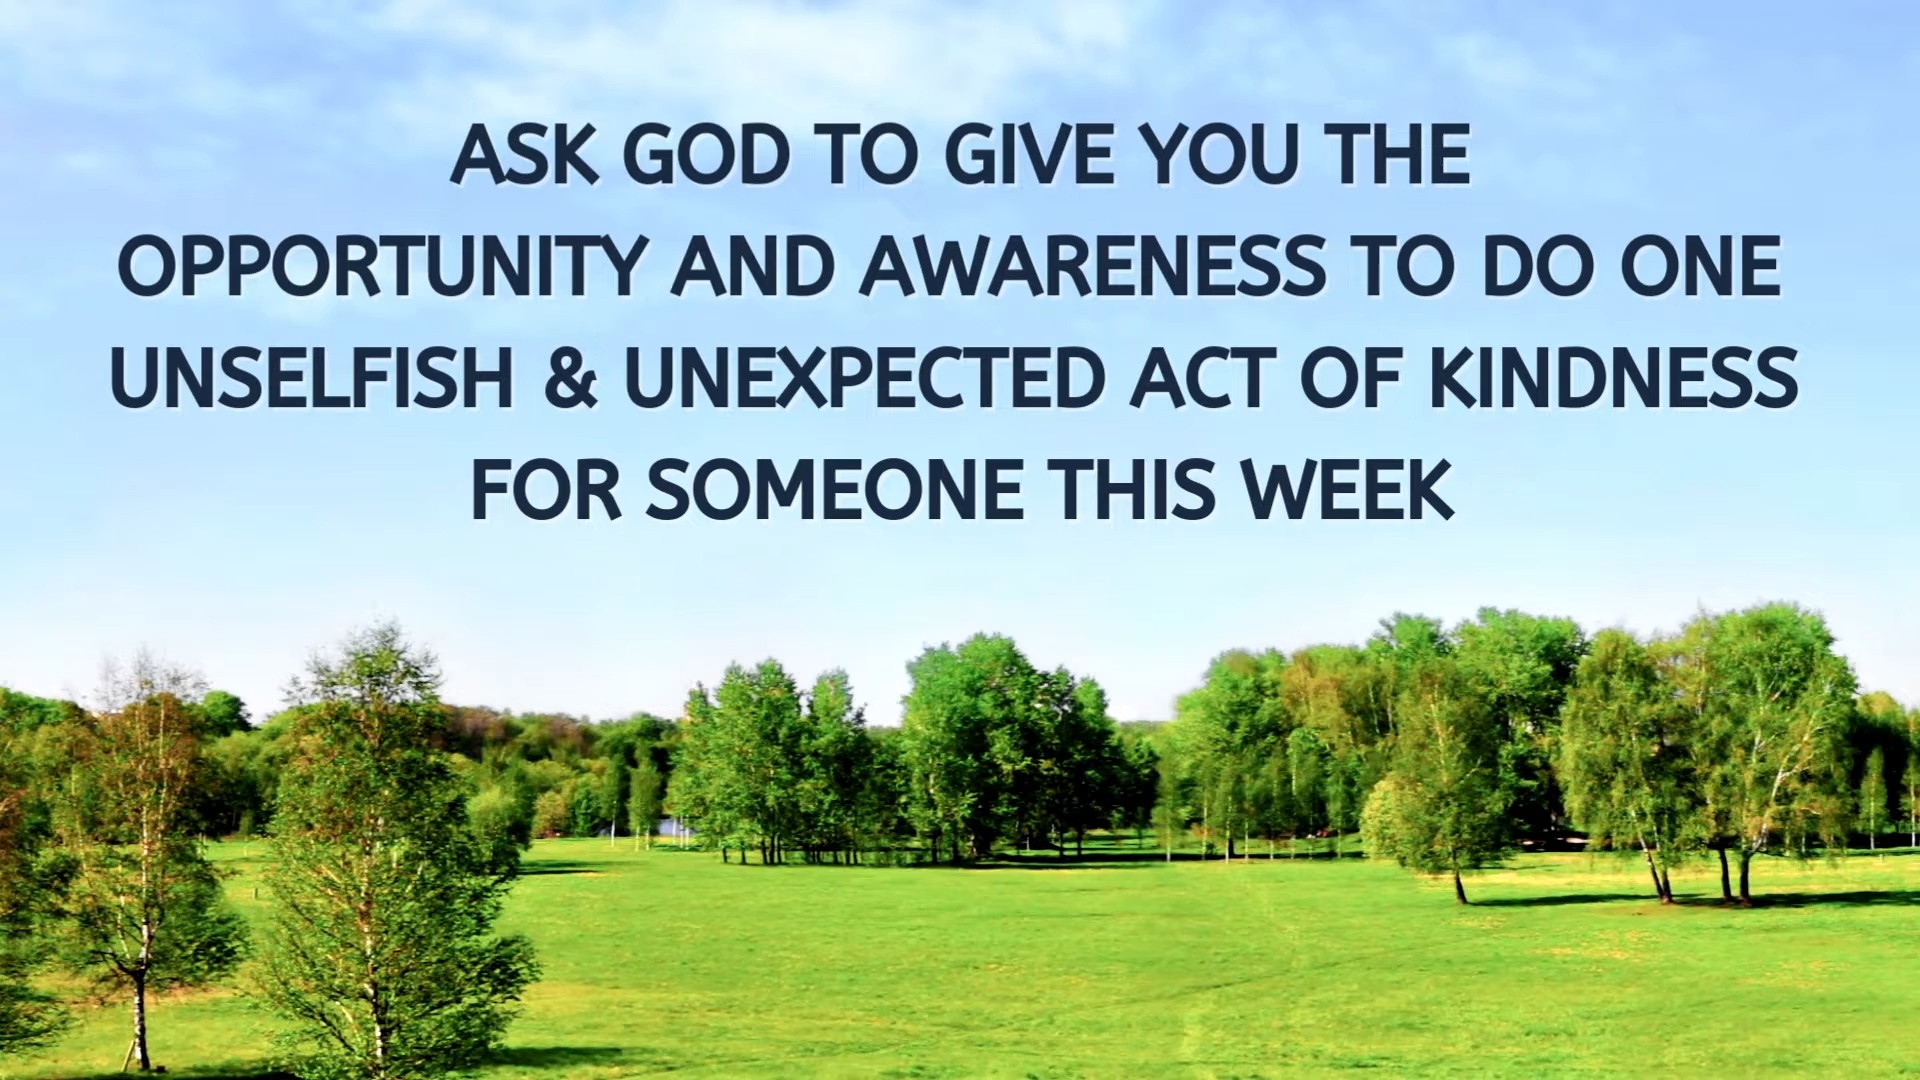 ASK GOD TO GIVE YOU THE
OPPORTUNITY AND AWARENESS TO DO ONE
UNSELFISH & UNEXPECTED ACT OF KINDNESS
FOR SOMEONE THIS WEEK